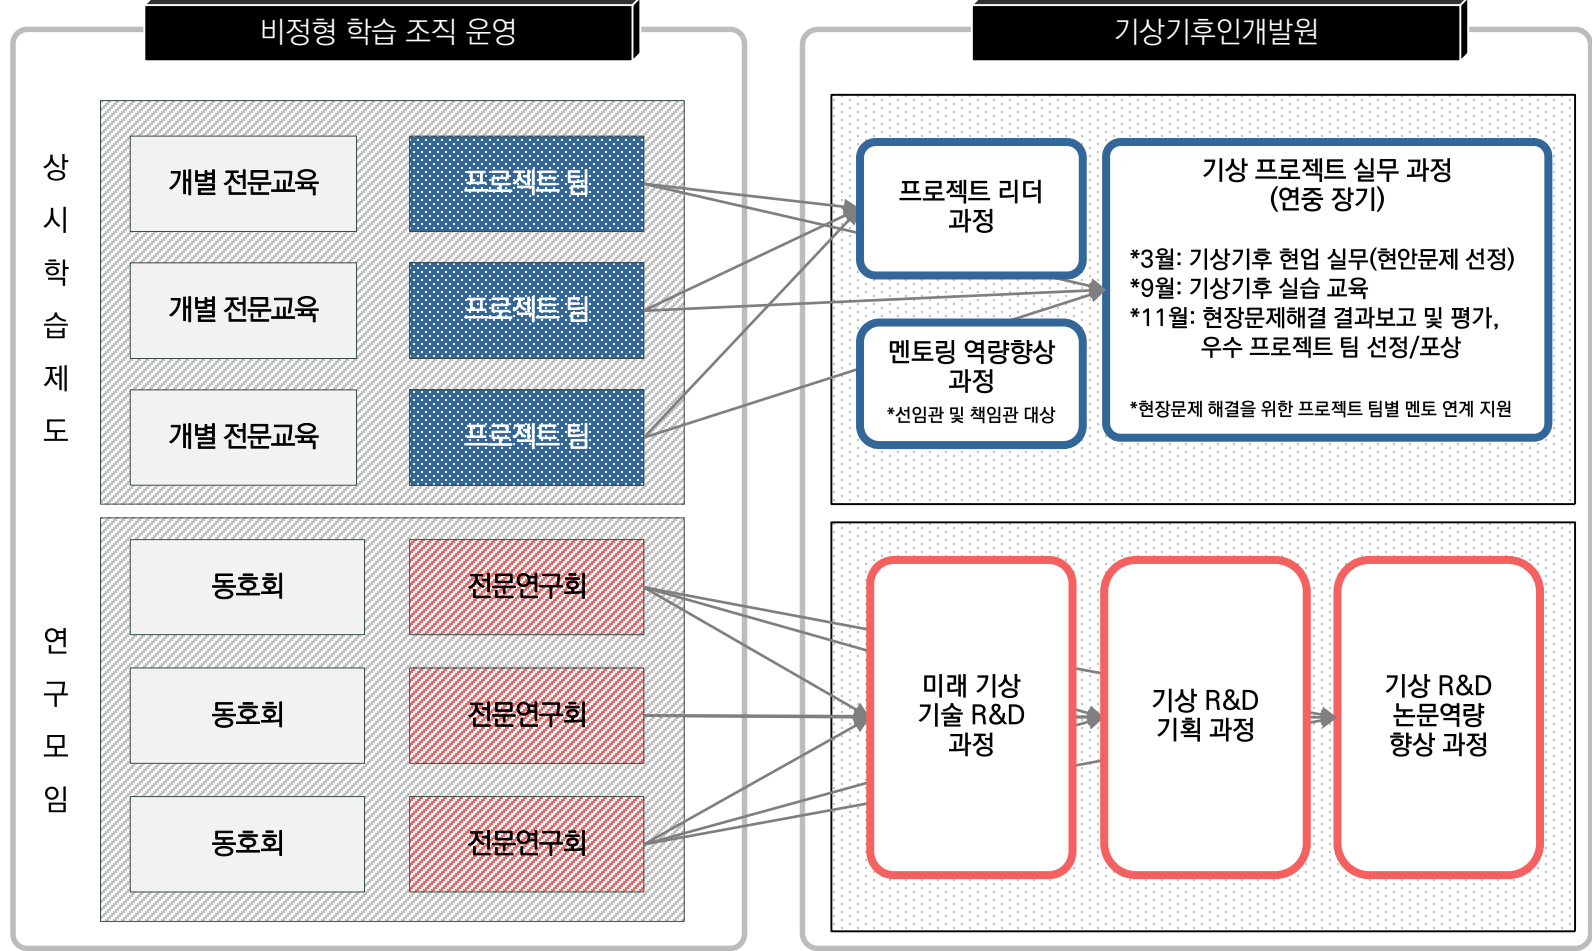 비정형 학습 조직 운영
기상기후인개발원
상
시
학
습
제
도
개별 전문교육
프로젝트 팀
개별 전문교육
프로젝트 팀
개별 전문교육
프로젝트 팀
프로젝트 리더
과정
멘토링 역량향상
과정
*선임관 및 책임관 대상
기상 프로젝트 실무 과정
(연중 장기)
*3월: 기상기후 현업 실무(현안문제 선정)
*9월: 기상기후 실습 교육
*11월: 현장문제해결 결과보고 및 평가,
우수 프로젝트 팀 선정/포상
*현장문제 해결을 위한 프로젝트 팀별 멘토 연계 지원
연
구
모
임
동호회
전문연구회
동호회
전문연구회
동호회
전문연구회
미래 기상
기술 R&D
과정
기상 R&D
기획 과정
기상 R&D
논문역량
향상 과정